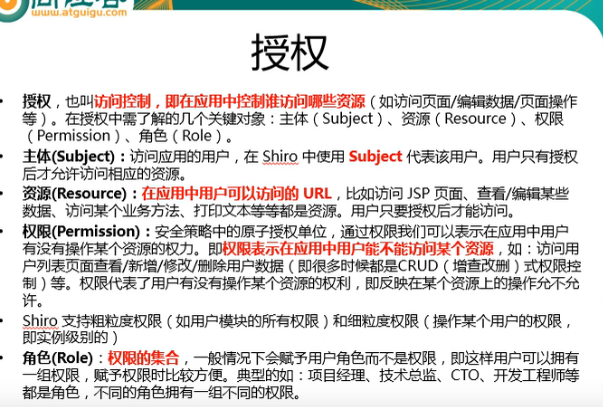 www.atguigu.com
授权
• 授权，也叫访问控制，即在应用中控制谁访问哪些资源（如访问页面/编辑数据/页面操作
等）。在授权中需了解的几个关键对象：主体（Subject）、资源（Resource）、权限
（Permission）、角色（Role）。
• 主体(Subject)：访问应用的用户，在 Shiro 中使用 Subject 代表该用户。用户只有授权
后才允许访问相应的资源。
• 资源(Resource)：在应用中用户可以访问的 URL，比如访问 JSP 页面、查看/编辑某些
数据、访问某个业务方法、打印文本等等都是资源。用户只要授权后才能访问。
• 权限(Permission)：安全策略中的原子授权单位，通过权限我们可以表示在应用中用户
有没有操作某个资源的权力。即权限表示在应用中用户能不能访问某个资源，如：访问用
户列表页面查看/新增/修改/删除用户数据（即很多时候都是CRUD（增查改删）式权限控
制）等。权限代表了用户有没有操作某个资源的权利，即反映在某个资源上的操作允不允
许。
• Shiro 支持粗粒度权限（如用户模块的所有权限）和细粒度权限（操作某个用户的权限，
即实例级别的）
• 角色(Role)：权限的集合，一般情况下会赋予用户角色而不是权限，即这样用户可以拥有
一组权限，赋予权限时比较方便。典型的如：项目经理、技术总监、CTO、开发工程师等
都是角色，不同的角色拥有一组不同的权限。